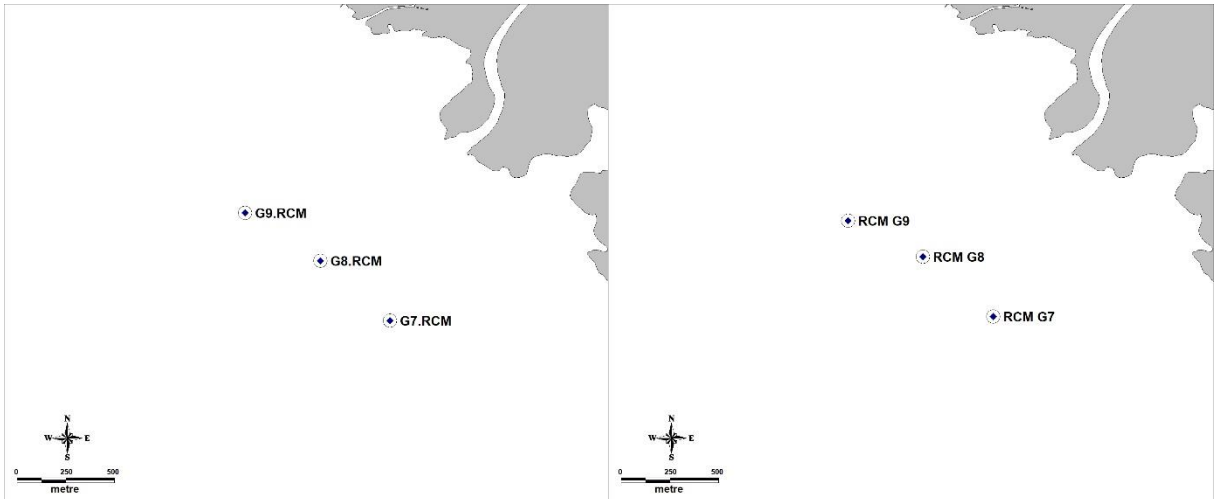 G9.RCM
G8.RCM
G7.RCM
N
W E
S
0 250 500
metre
RCM G9
RCM G8
RCM G7
N
W E
S
0 250 500
metre